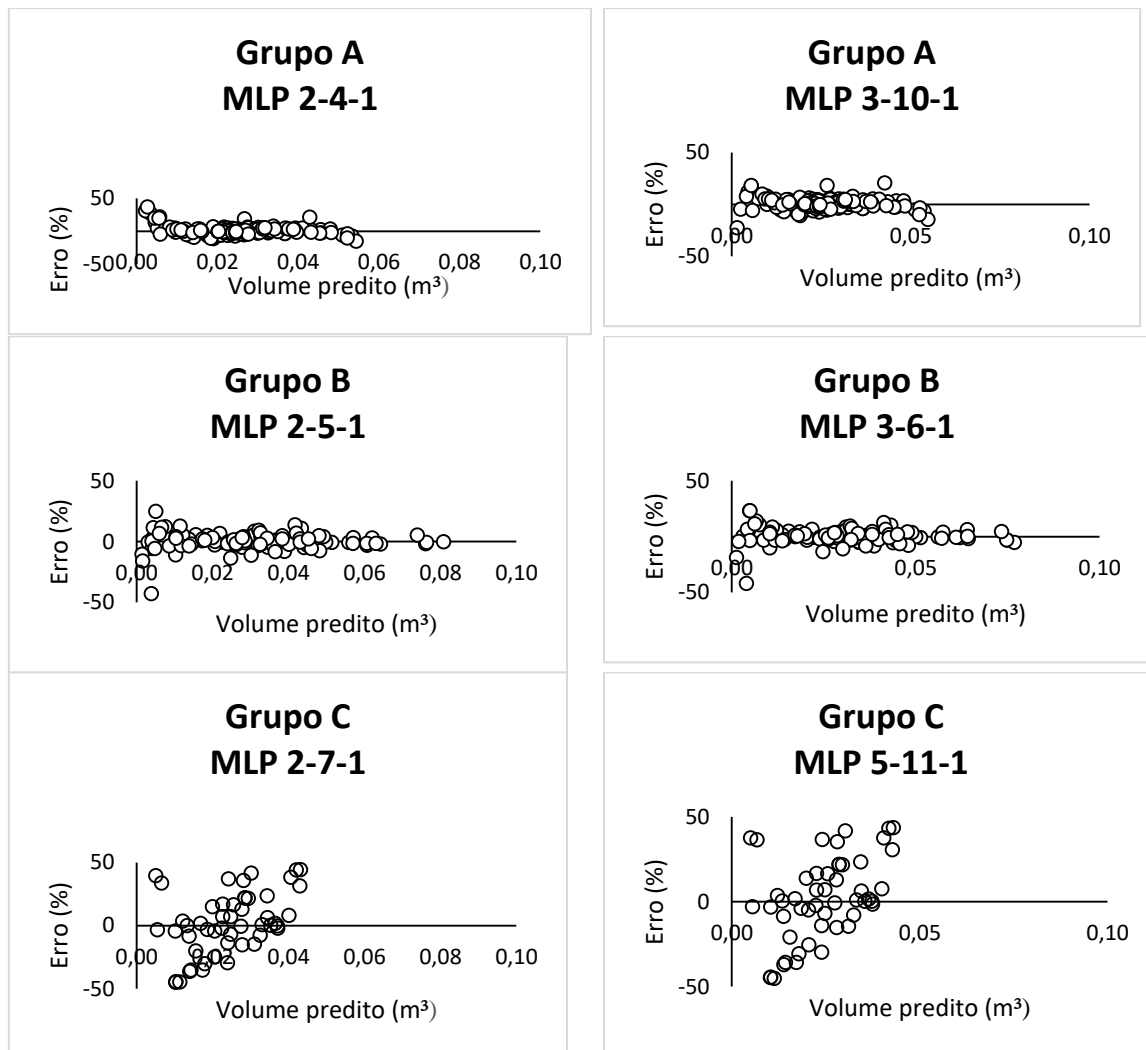 Grupo A
MLP 2-4-1
50
Erro (%)
-50
0,00 0,02 0,04 0,06 0,08 0,10
Volume predito (m³)
Grupo A
MLP 3-10-1
50
Erro (%)
0,00 0,05 0,10
-50
Volume predito (m³)
Grupo B
MLP 2-5-1
50
Erro (%)
0
0,00 0,02 0,04 0,06 0,08 0,10
-50
Volume predito (m³)
Grupo B
MLP 3-6-1
50
Erro (%)
0
0,00 0,05 0,10
-50
Volume predito (m³)
Grupo C
MLP 2-7-1
50
Erro (%)
0
0,00 0,02 0,04 0,06 0,08 0,10
-50
Volume predito (m³)
Grupo C
MLP 5-11-1
50
Erro (%)
0
0,00 0,05 0,10
-50
Volume predito (m³)